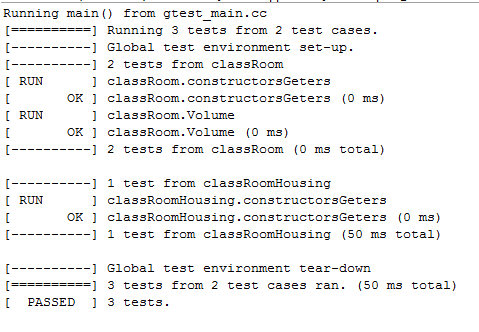 Running main() from gtest_main.cc
[==========] Running 3 tests from 2 test cases.
[----------] Global test environment set-up.
[----------] 2 tests from classRoom
[ RUN      ] classRoom.constructorsGeters
[       OK ] classRoom.constructorsGeters (0 ms)
[ RUN      ] classRoom.Volume
[       OK ] classRoom.Volume (0 ms)
[----------] 2 tests from classRoom (0 ms total)
[----------] 1 test from classRoomHousing
[ RUN      ] classRoomHousing.constructorsGeters
[       OK ] classRoomHousing.constructorsGeters (0 ms)
[----------] 1 test from classRoomHousing (50 ms total)
[----------] Global test environment tear-down
[==========] 3 tests from 2 test cases ran. (50 ms total)
[  PASSED  ] 3 tests.